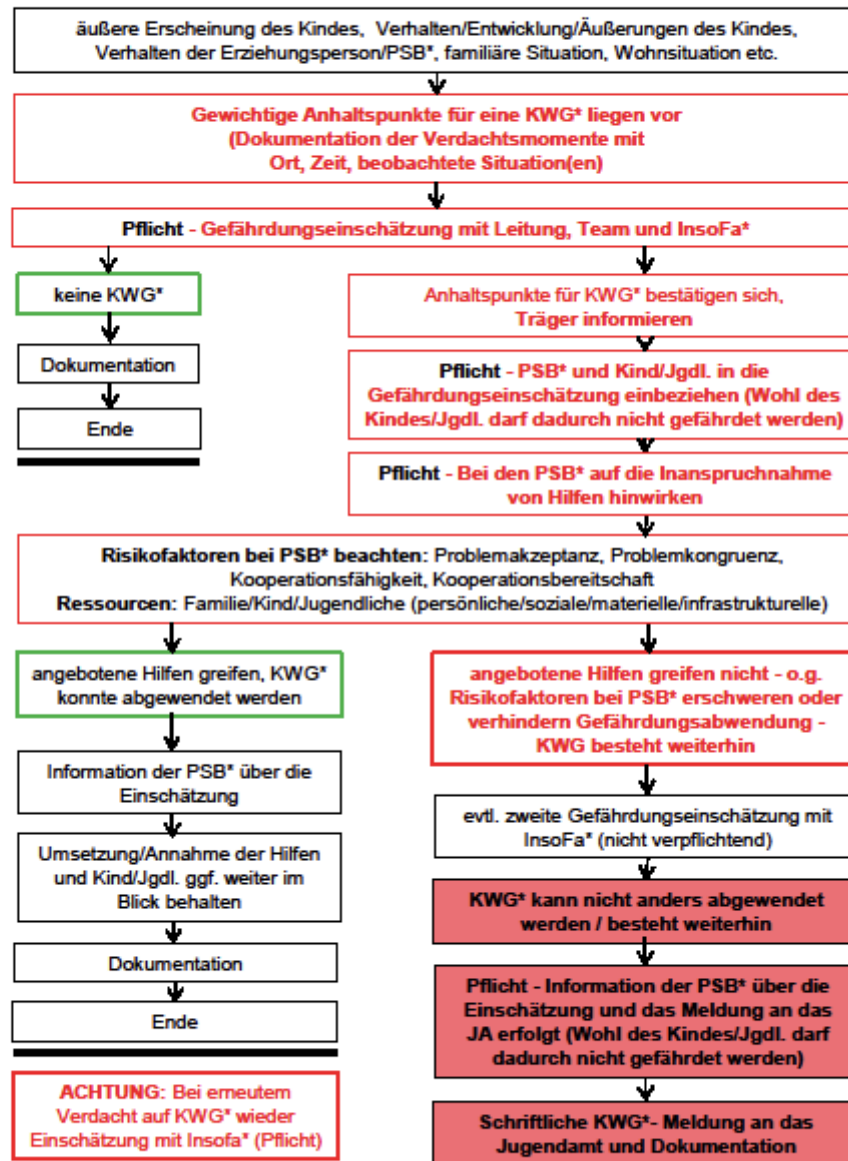 äußere Erscheinung des Kindes, Verhalten/Entwicklung/Äußerungen des Kindes,
Verhalten der Erziehungsperson/PSB*, familiäre Situation, Wohnsituation etc.
Gewichtige Anhaltspunkte für eine KWG* liegen vor
(Dokumentation der Verdachtsmomente mit
Ort, Zeit, beobachtete Situation(en)
Pflicht - Gefährdungseinschätzung mit Leitung, Team und InsoFa*
keine KWG*
Dokumentation
Ende
Anhaltspunkte für KWG* bestätigen sich,
Träger informieren
Pflicht - PSB* und Kind/Jgdl. in die
Gefährdungseinschätzung einbeziehen (Wohl des
Kindes/Jgdl. darf dadurch nicht gefährdet werden)
Pflicht - Bei den PSB* auf die Inanspruchnahme
von Hilfen hinwirken
Risikofaktoren bei PSB* beachten: Problemakzeptanz, Problemkongruenz,
Kooperationsfähigkeit, Kooperationsbereitschaft
Ressourcen: Familie/Kind/Jugendliche (persönliche/soziale/materielle/infrastrukturelle)
angebotene Hilfen greifen, KWG*
konnte abgewendet werden
Information der PSB* über die
Einschätzung
Umsetzung/Annahme der Hilfen
und Kind/Jgdl. ggf. weiter im
Blick behalten
Dokumentation
Ende
ACHTUNG: Bei erneutem
Verdacht auf KWG* wieder
Einschätzung mit Insofa* (Pflicht)
angebotene Hilfen greifen nicht - o.g.
Risikofaktoren bei PSB* erschweren oder
verhindern Gefährdungsabwendung -
KWG besteht weiterhin
evtl. zweite Gefährdungseinschätzung mit
InsoFa* (nicht verpflichtend)
KWG* kann nicht anders abgewendet
werden / besteht weiterhin
Pflicht - Information der PSB* über die
Einschätzung und das Meldung an das
JA erfolgt (Wohl des Kindes/Jgdl. darf
dadurch nicht gefährdet werden)
Schriftliche KWG*- Meldung an das
Jugendamt und Dokumentation